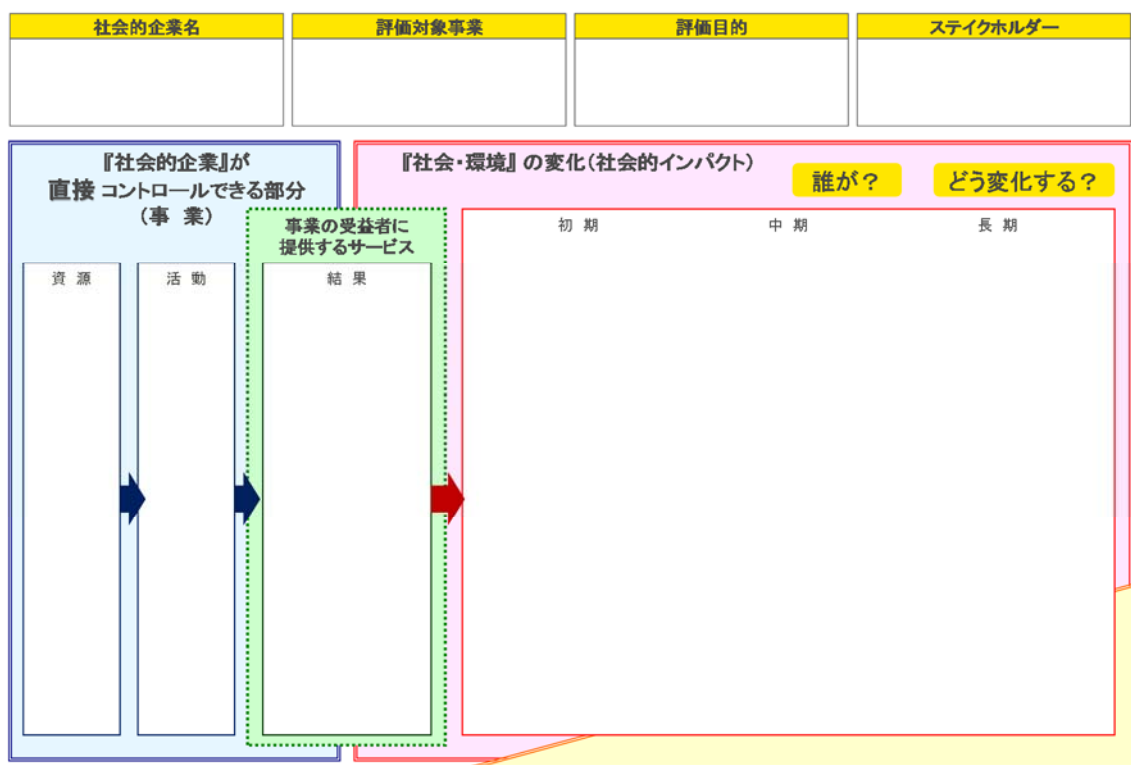 社会的企業名
評価対象事業
評価目的
ステイクホルダー
『社会的企業』が
直接 コントロールできる部分
（事　業）
『社会・環境』の変化（社会的インパクト）
誰が？
どう変化する？
事業の受益者に
提供するサービス
初　期
中　期
長　期
資　源
活　動
結　果